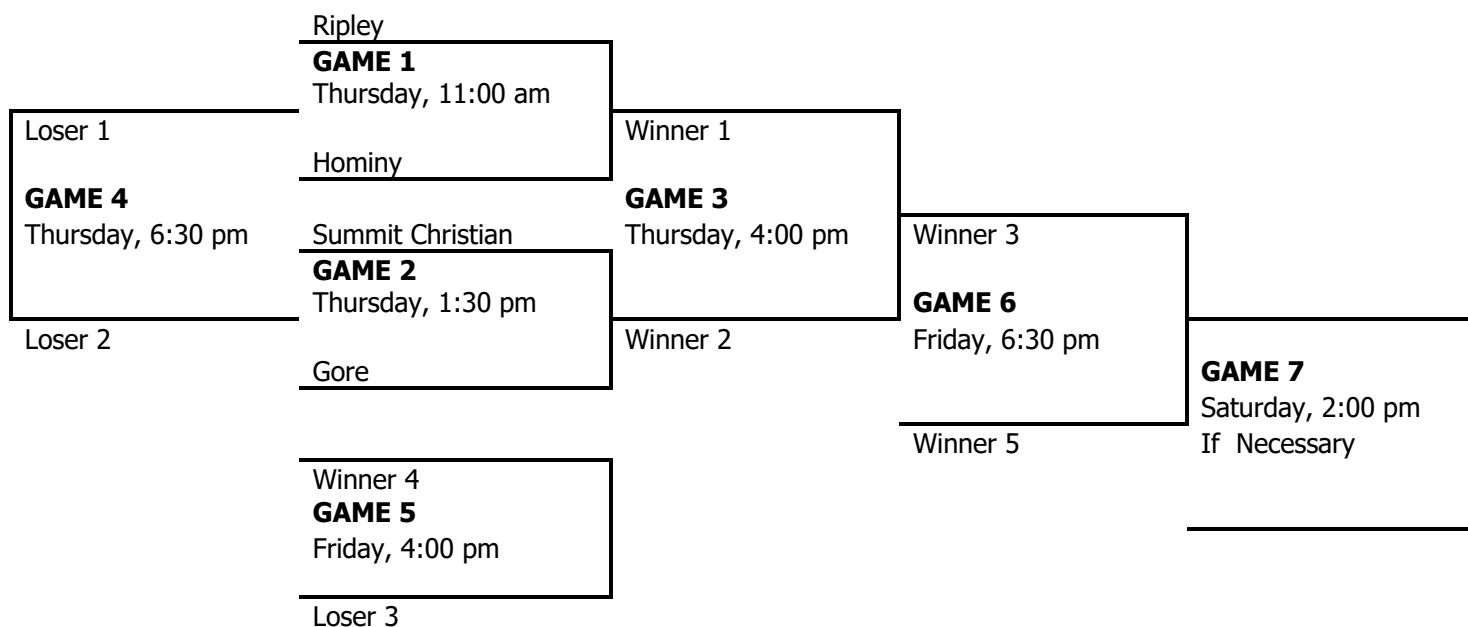 Ripley
GAME 1
Thursday, 11:00 am
Hominy
Loser 1
GAME 4
Thursday, 6:30 pm
Loser 2
Summit Christian
GAME 2
Thursday, 1:30 pm
Gore
Winner 1
GAME 3
Thursday, 4:00 pm
Winner 2
Winner 4
GAME 5
Friday, 4:00 pm
Loser 3
Winner 3
GAME 6
Friday, 6:30 pm
Winner 5
GAME 7
Saturday, 2:00 pm
If Necessary